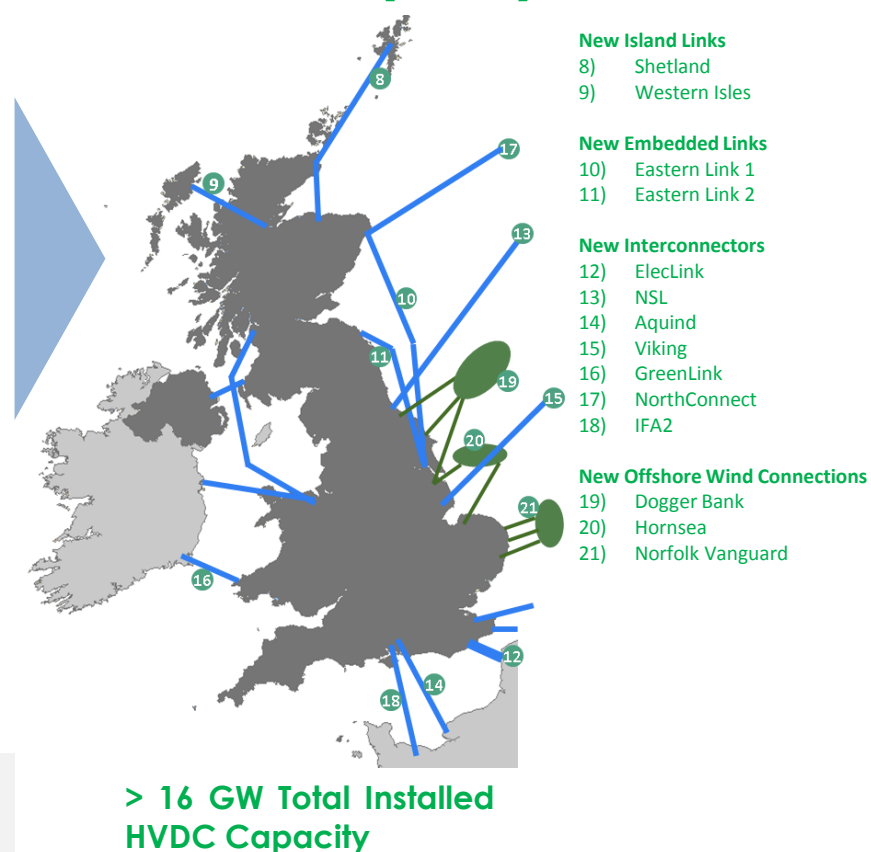 New Island Links
8) Shetland
9) Western Isles
New Embedded Links
10) Eastern Link 1
11) Eastern Link 2
New Interconnectors
12) ElecLink
13) NSL
14) Aquind
15) Viking
16) GreenLink
17) NorthConnect
18) IFA2
New Offshore Wind Connections
19) Dogger Bank
20) Hornsea
21) Norfolk Vanguard
8
17
9
13
10
11
19
15
20
21
16
12
14
18
> 16 GW Total Installed
HVDC Capacity